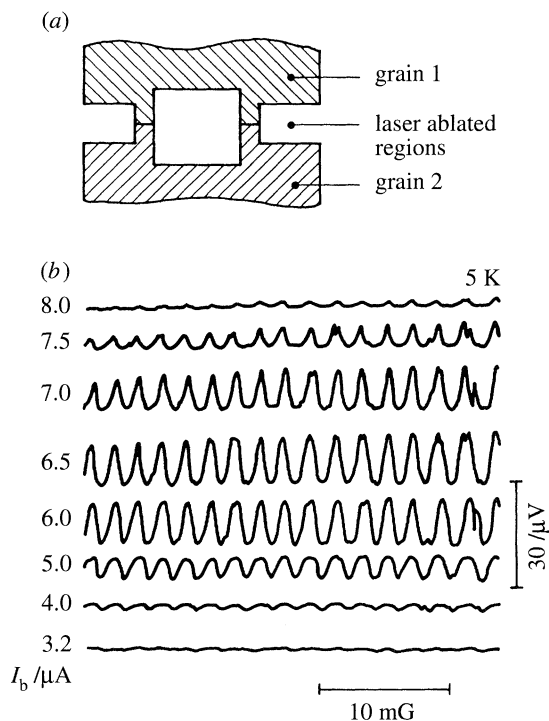 (a)
grain 1
laser ablated
regions
grain 2
(b)
5 K
8.0
7.5
7.0
6.5
6.0
5.0
4.0
3.2
30 /μV
I_b /μA
10 mG